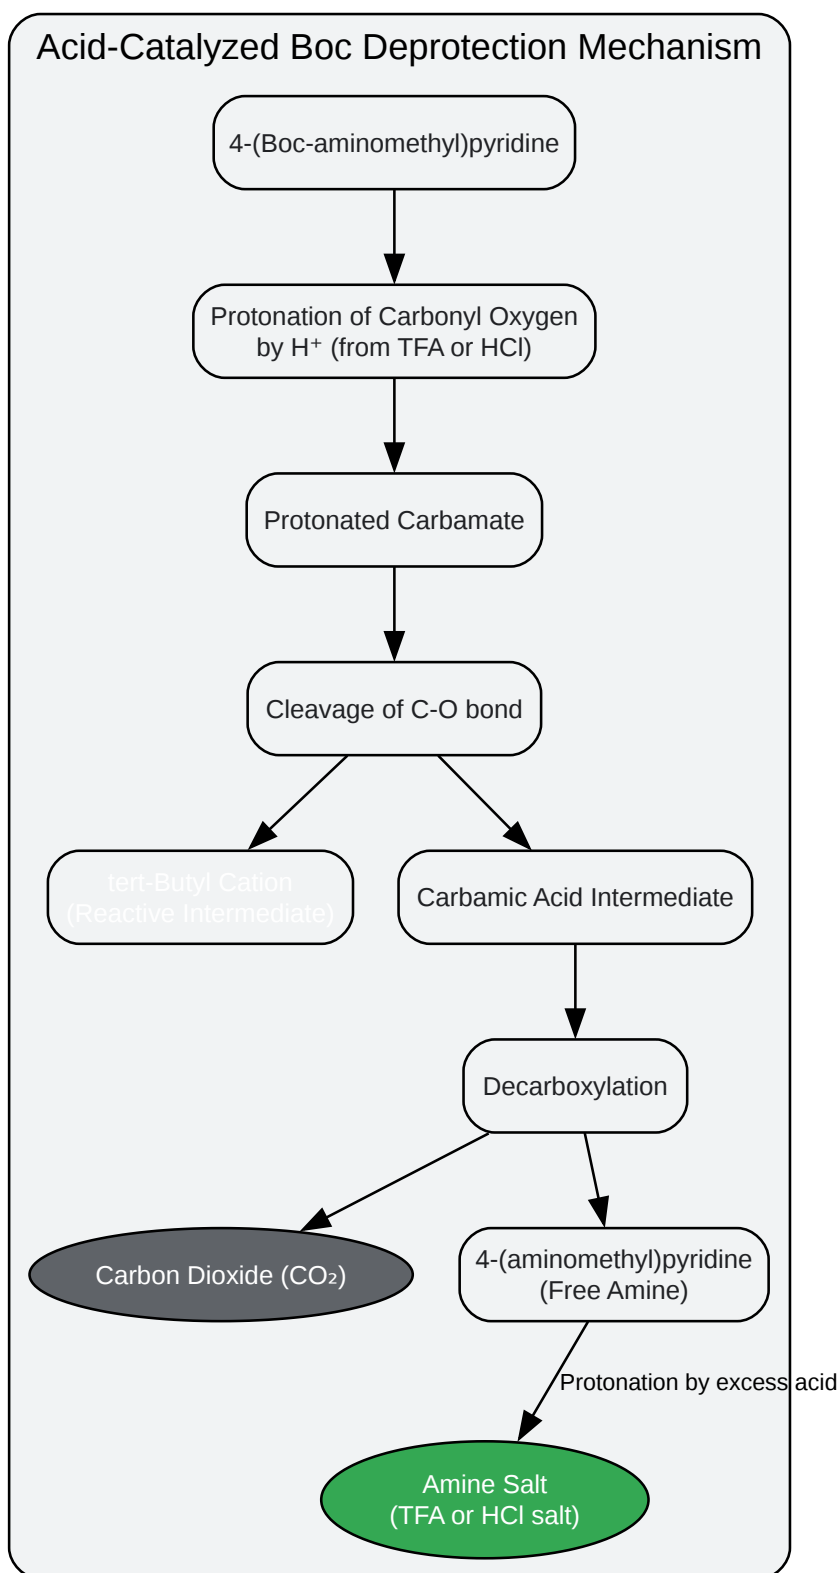 Acid-Catalyzed Boc Deprotection Mechanism
4-(Boc-aminomethyl)pyridine
Protonation of Carbonyl Oxygen
by H⁺ (from TFA or HCl)
Protonated Carbamate
Cleavage of C-O bond
tert-Butyl Cation
(Reactive Intermediate)
Carbamic Acid Intermediate
Decarboxylation
Carbon Dioxide (CO₂)
4-(aminomethyl)pyridine
(Free Amine)
Protonation by excess acid
Amine Salt
(TFA or HCl salt)